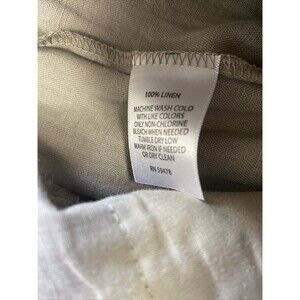 100% LINEN
MACHINE WASH COLD
WITH LIKE COLORS
ONLY NON-CHLORINE
BLEACH WHEN NEEDED
TUMBLE DRY LOW
WARM IRON IF NEEDED
OR DRY CLEAN
RN 59478